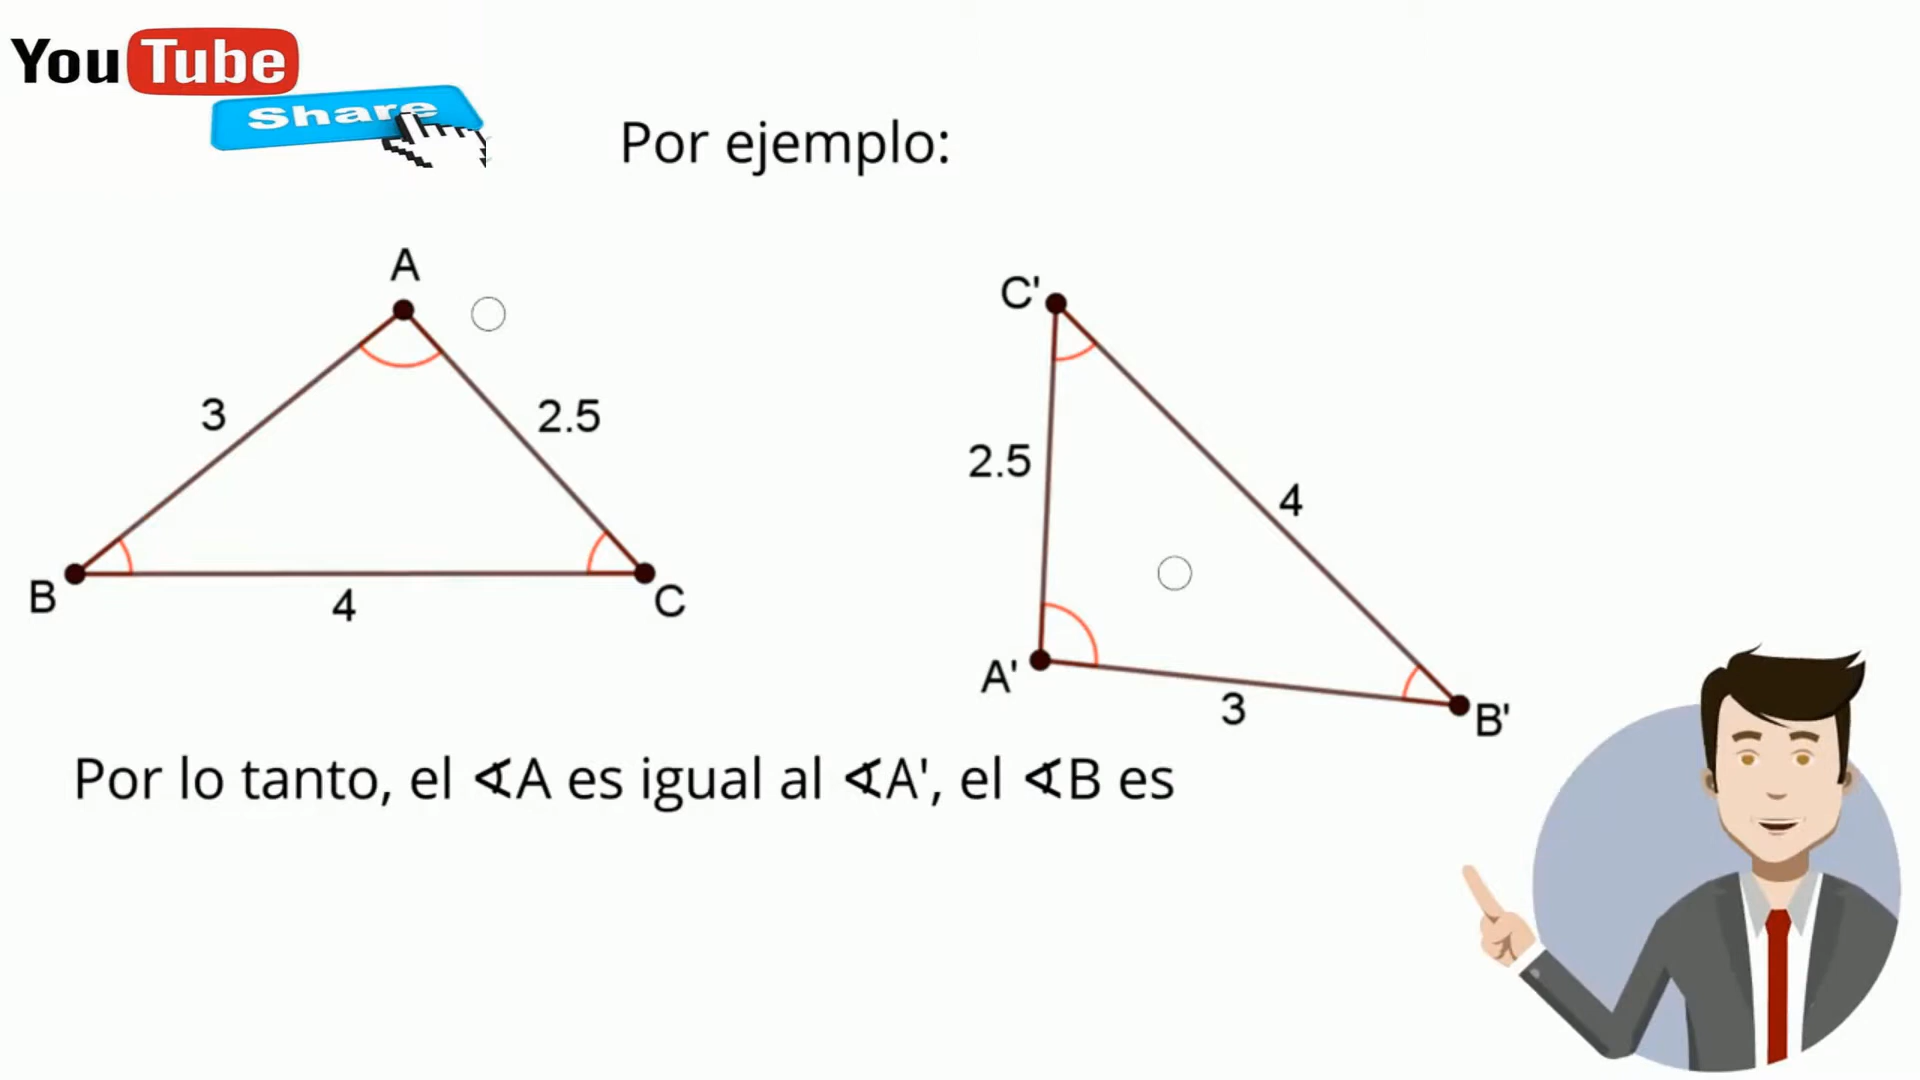 YouTube
Share
Por ejemplo:
A
3
2.5
B
4
C
C'
2.5
4
A'
3
B'
Por lo tanto, el ∢A es igual al ∢A', el ∢B es